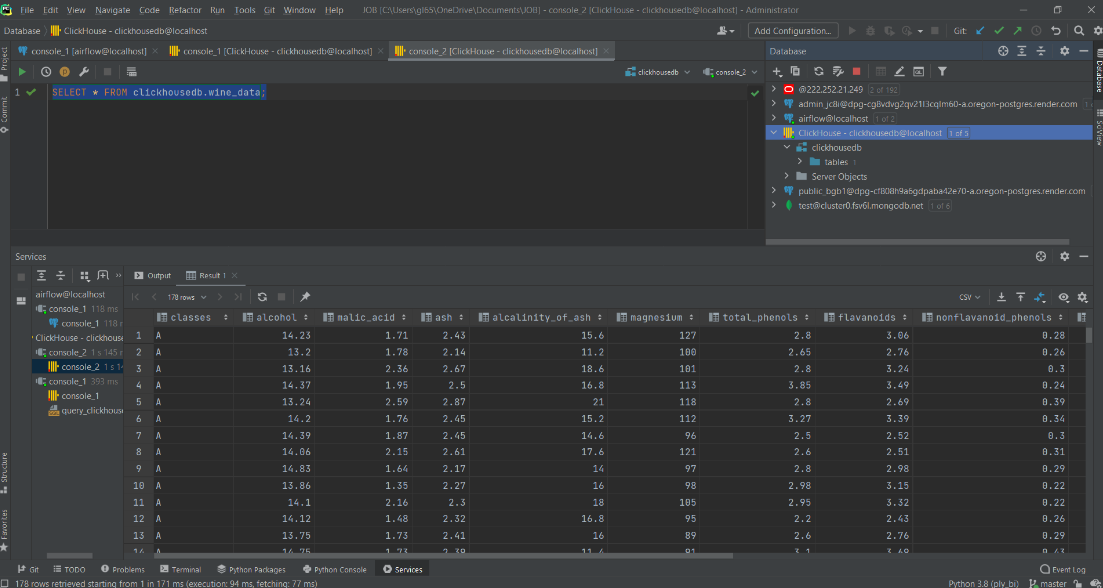 File Edit View Navigate Code Refactor Run Tools Git Window Help JOB [C:\Users\gl65\OneDrive\Documents\JOB] - console_2 [ClickHouse - clickhousedb@localhost] - Administrator
Database ClickHouse - clickhousedb@localhost Add Configuration... Git:
console_1 [airflow@localhost] console_1 [ClickHouse - clickhousedb@localhost] console_2 [ClickHouse - clickhousedb@localhost] Database
clickhousedb console_2
1 SELECT * FROM clickhousedb.wine_data;
@222.252.21.249 2 of 192
admin_jc8i@dpg-cg8vdvg2qv21l3cqlm60-a.oregon-postgres.render.com
airflow@localhost 1 of 2
ClickHouse - clickhousedb@localhost 1 of 5
clickhousedb
tables 1
Server Objects
public_bgb1@dpg-cf808h9a6gdpaba42e70-a.oregon-postgres.render.com
test@cluster0.fsv6l.mongodb.net 1 of 6
Project
Commit
Structure
Favorites
Database
SciView
Services
Output Result 1
airflow@localhost
console_1 118 ms
console_1 118
ClickHouse - clickhous
console_2 1 s 145
console_2 1 s
console_1 393 ms
console_1
query_clickhous
178 rows CSV
classes alcohol malic_acid ash alcalinity_of_ash magnesium total_phenols flavanoids nonflavanoid_phenols
1 A 14.23 1.71 2.43 15.6 127 2.8 3.06 0.28
2 A 13.2 1.78 2.14 11.2 100 2.65 2.76 0.26
3 A 13.16 2.36 2.67 18.6 101 2.8 3.24 0.3
4 A 14.37 1.95 2.5 16.8 113 3.85 3.49 0.24
5 A 13.24 2.59 2.87 21 118 2.8 2.69 0.39
6 A 14.2 1.76 2.45 15.2 112 3.27 3.39 0.34
7 A 14.39 1.87 2.45 14.6 96 2.5 2.52 0.3
8 A 14.06 2.15 2.61 17.6 121 2.6 2.51 0.31
9 A 14.83 1.64 2.17 14 97 2.8 2.98 0.29
10 A 13.86 1.35 2.27 16 98 2.98 3.15 0.22
11 A 14.1 2.16 2.3 18 105 2.95 3.32 0.22
12 A 14.12 1.48 2.32 16.8 95 2.2 2.43 0.26
13 A 13.75 1.73 2.41 16 89 2.6 2.76 0.29
14 A 14.75 1.73 2.39 11.4 91 3.1 3.69 0.43
Git TODO Problems Terminal Python Packages Python Console Services Event Log
178 rows retrieved starting from 1 in 171 ms (execution: 94 ms, fetching: 77 ms) Python 3.8 (ply_bi) master